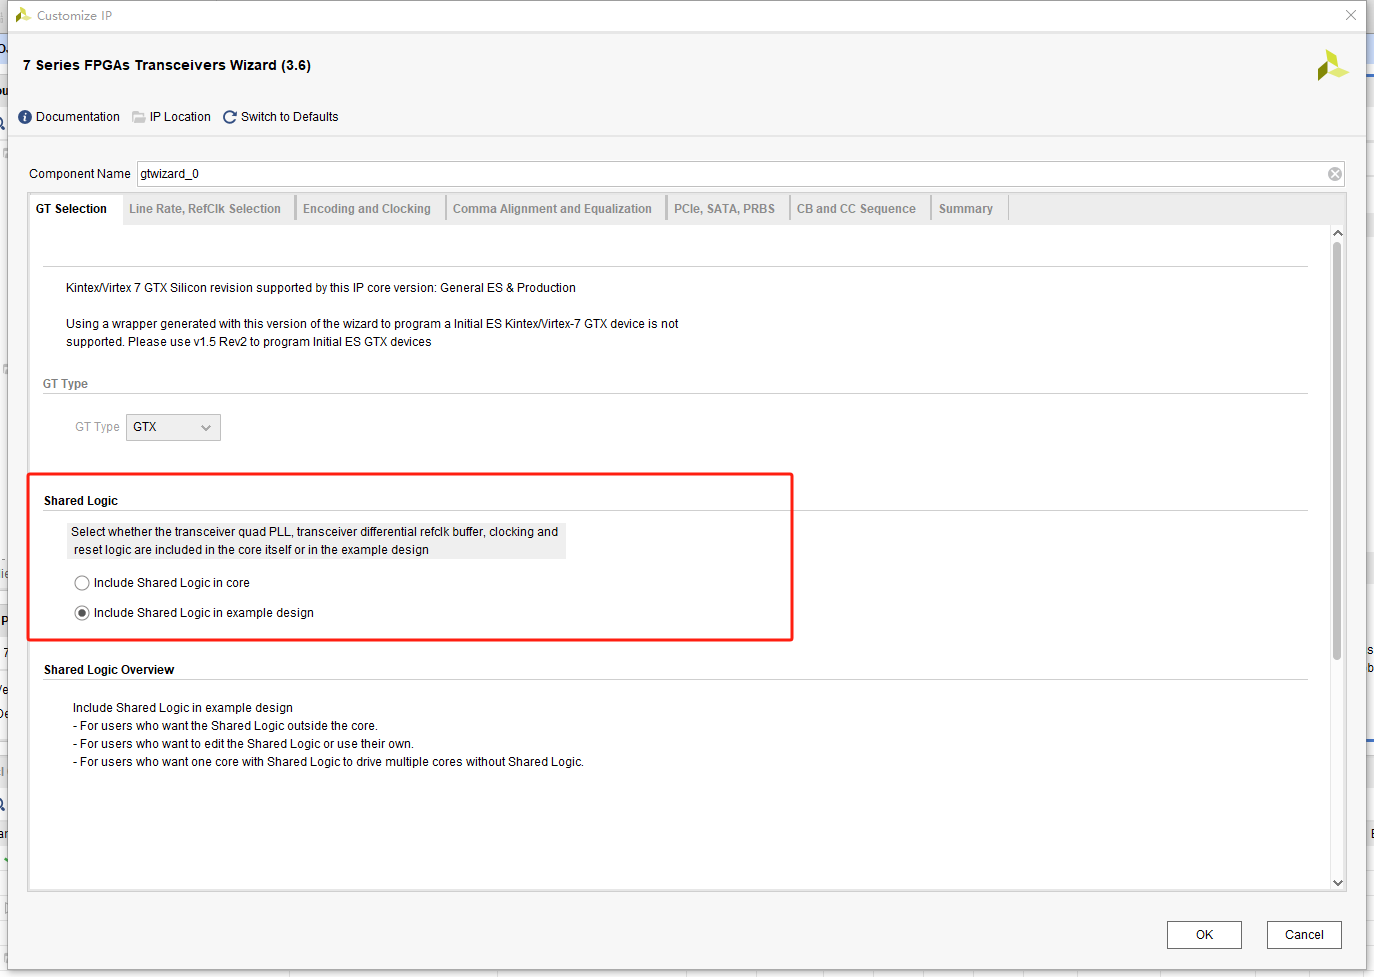 Customize IP
7 Series FPGAs Transceivers Wizard (3.6)
Documentation IP Location Switch to Defaults
Component Name gtwizard_0
GT Selection Line Rate, RefClk Selection Encoding and Clocking Comma Alignment and Equalization PCIe, SATA, PRBS CB and CC Sequence Summary
Kintex/Virtex 7 GTX Silicon revision supported by this IP core version: General ES & Production
Using a wrapper generated with this version of the wizard to program a Initial ES Kintex/Virtex-7 GTX device is not
supported. Please use v1.5 Rev2 to program Initial ES GTX devices
GT Type
GT Type GTX
Shared Logic
Select whether the transceiver quad PLL, transceiver differential refclk buffer, clocking and
reset logic are included in the core itself or in the example design
Include Shared Logic in core
Include Shared Logic in example design
Shared Logic Overview
Include Shared Logic in example design
- For users who want the Shared Logic outside the core.
- For users who want to edit the Shared Logic or use their own.
- For users who want one core with Shared Logic to drive multiple cores without Shared Logic.
OK Cancel